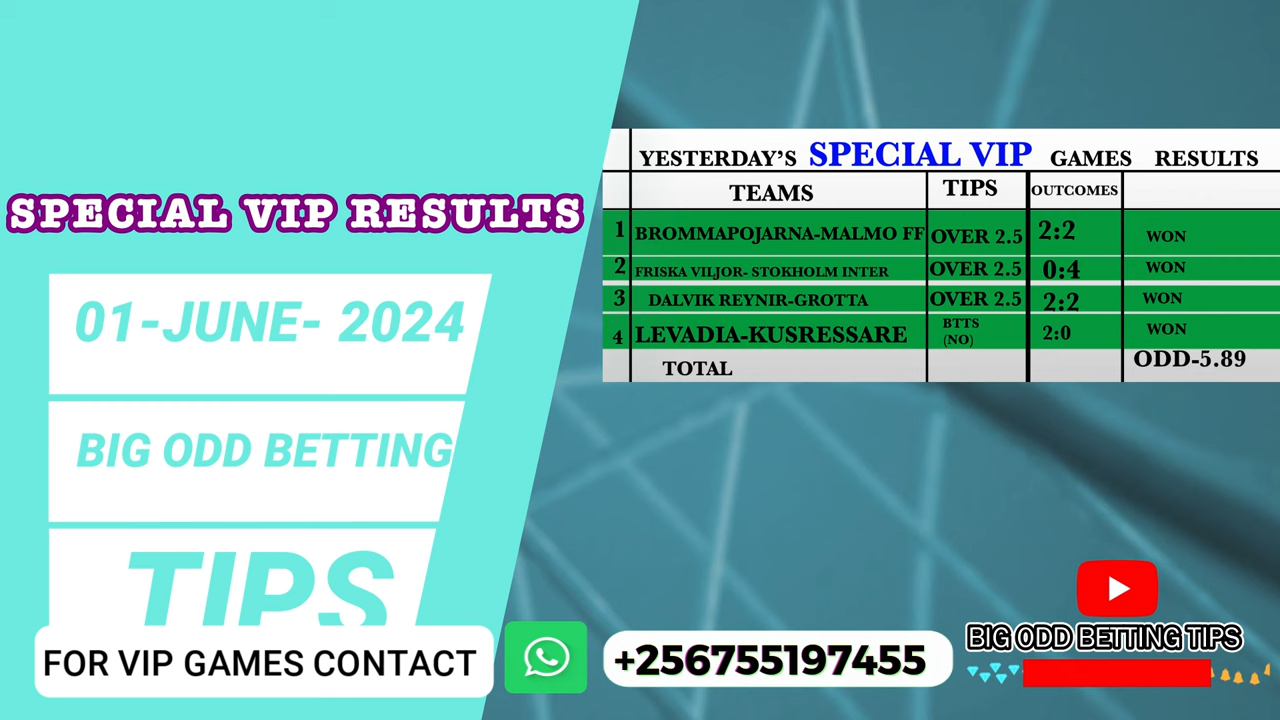 SPECIAL VIP RESULTS
01-JUNE- 2024
BIG ODD BETTING
TIPS
YESTERDAY'S SPECIAL VIP GAMES RESULTS
TEAMS TIPS OUTCOMES
1 BROMMAPOJARNA-MALMO FF OVER 2.5 2:2 WON
2 FRISKA VILJOR- STOKHOLM INTER OVER 2.5 0:4 WON
3 DALVIK REYNIR-GROTTA OVER 2.5 2:2 WON
4 LEVADIA-KUSRESSARE BTTS (NO) 2:0 WON
TOTAL ODD-5.89
FOR VIP GAMES CONTACT
+256755197455
BIG ODD BETTING TIPS